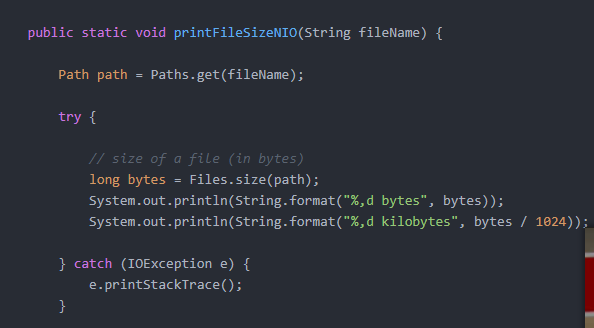 public static void printFileSizeNIO(String fileName) {
Path path = Paths.get(fileName);
try {
// size of a file (in bytes)
long bytes = Files.size(path);
System.out.println(String.format("%,d bytes", bytes));
System.out.println(String.format("%,d kilobytes", bytes / 1024));
} catch (IOException e) {
e.printStackTrace();
}